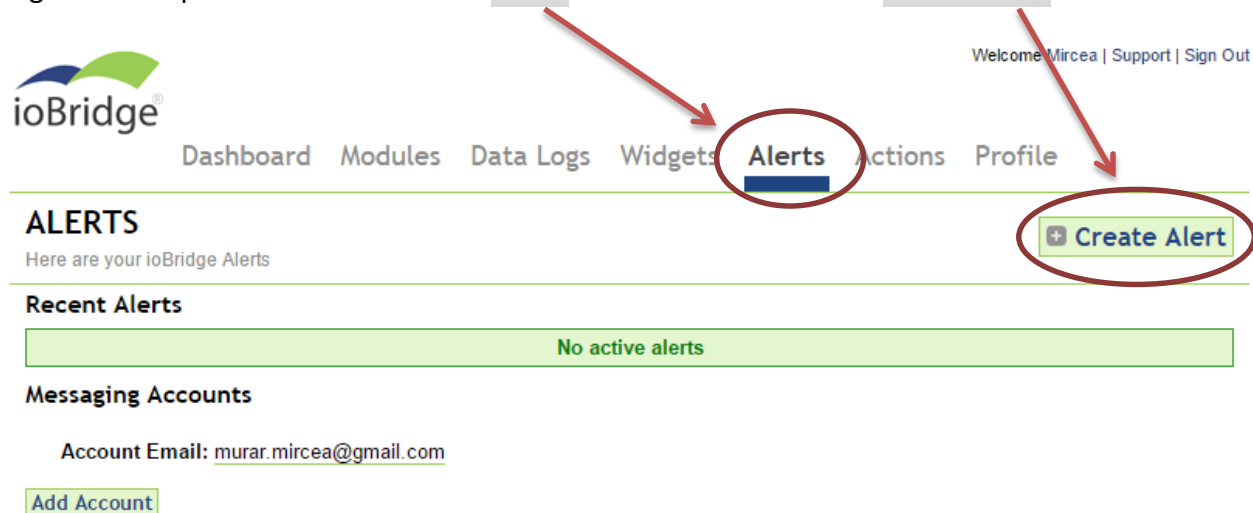 Welcome Mircea | Support | Sign Out
ioBridge®
Dashboard Modules Data Logs Widgets Alerts Actions Profile
ALERTS
Create Alert
Here are your ioBridge Alerts
Recent Alerts
No active alerts
Messaging Accounts
Account Email: murar.mircea@gmail.com
Add Account